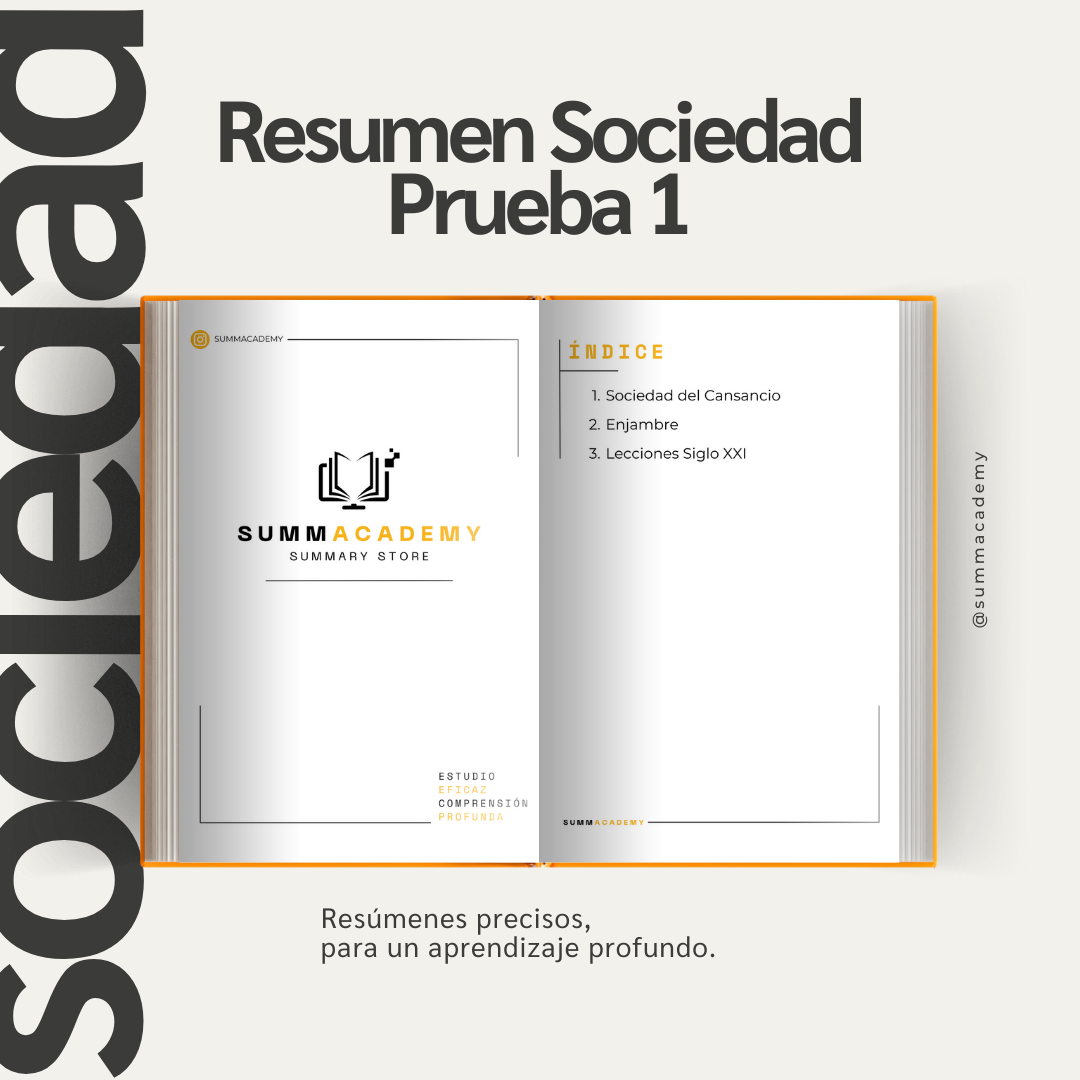 sociedad
Resumen Sociedad
Prueba 1
SUMMACADEMY
SUMMACADEMY
SUMMARY STORE
ESTUDIO
EFICAZ
COMPRENSIÓN
PROFUNDA
ÍNDICE
1. Sociedad del Cansancio
2. Enjambre
3. Lecciones Siglo XXI
SUMMACADEMY
@summacademy
Resúmenes precisos,
para un aprendizaje profundo.